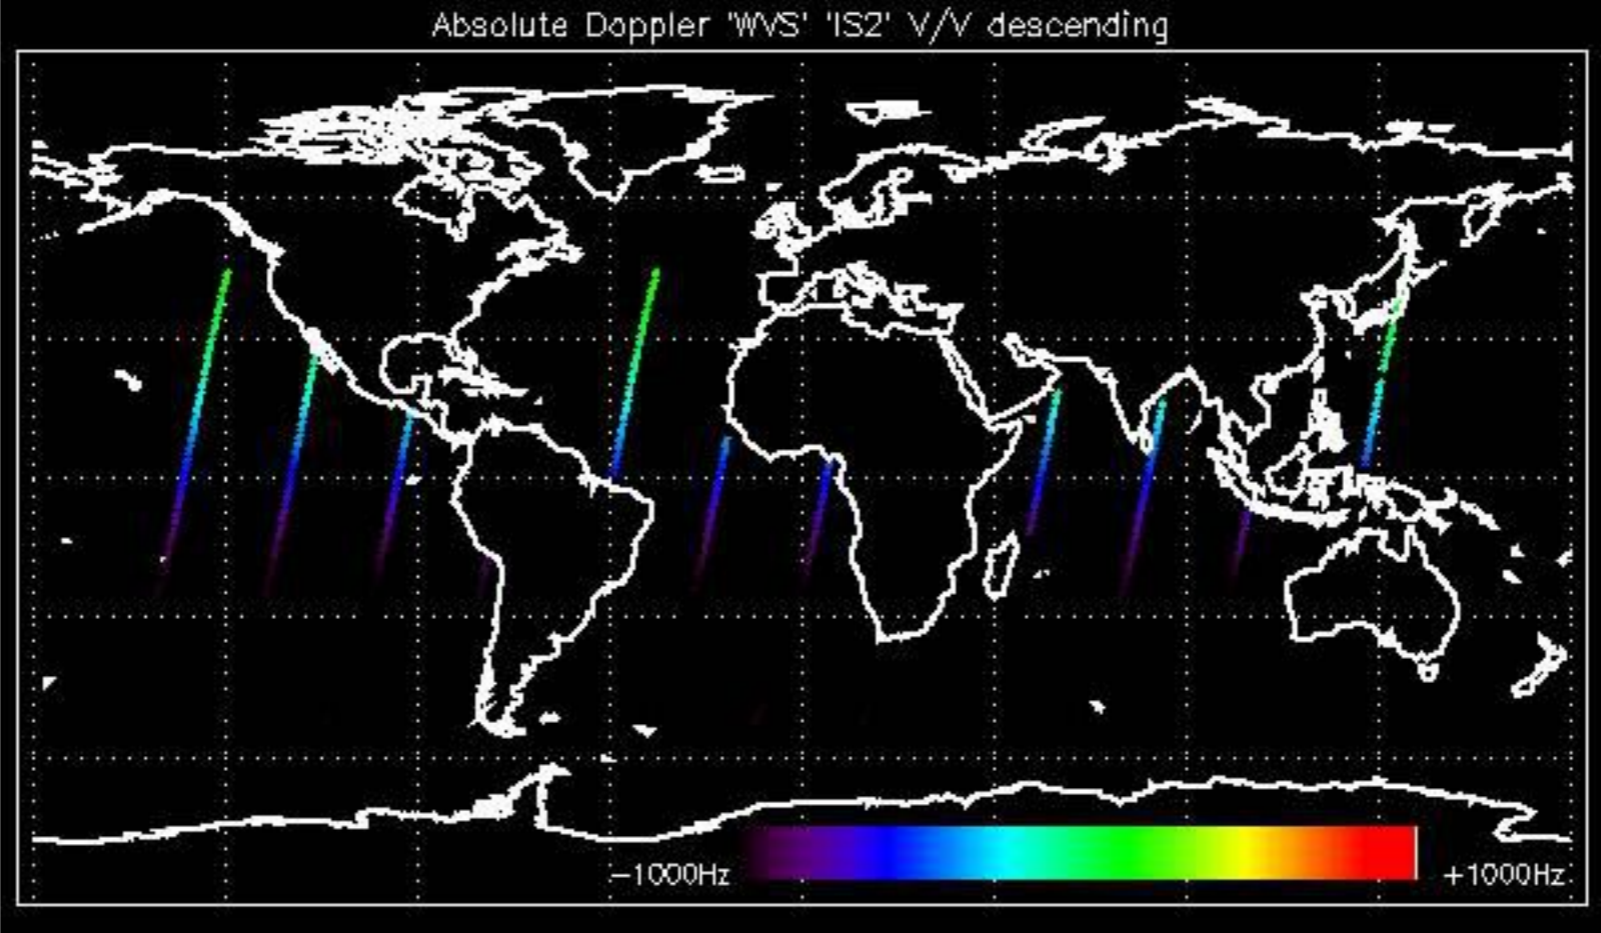 Absolute Doppler 'WVS' 'IS2' V/V descending
−1000Hz
+1000Hz